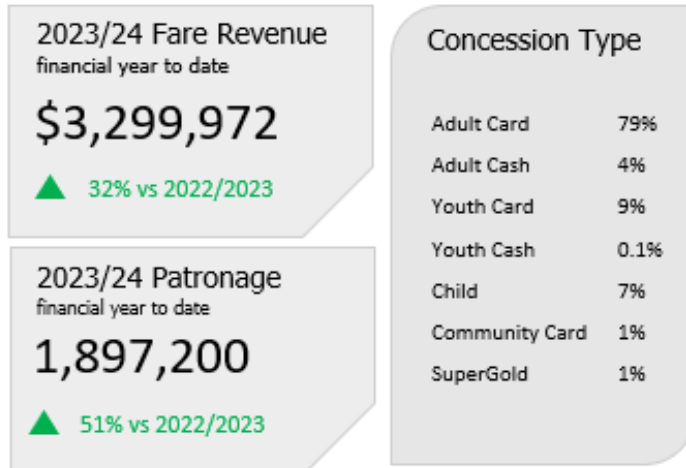 2023/24 Fare Revenue
financial year to date
$3,299,972
32% vs 2022/2023
2023/24 Patronage
financial year to date
1,897,200
51% vs 2022/2023
Concession Type
Adult Card 79%
Adult Cash 4%
Youth Card 9%
Youth Cash 0.1%
Child 7%
Community Card 1%
SuperGold 1%